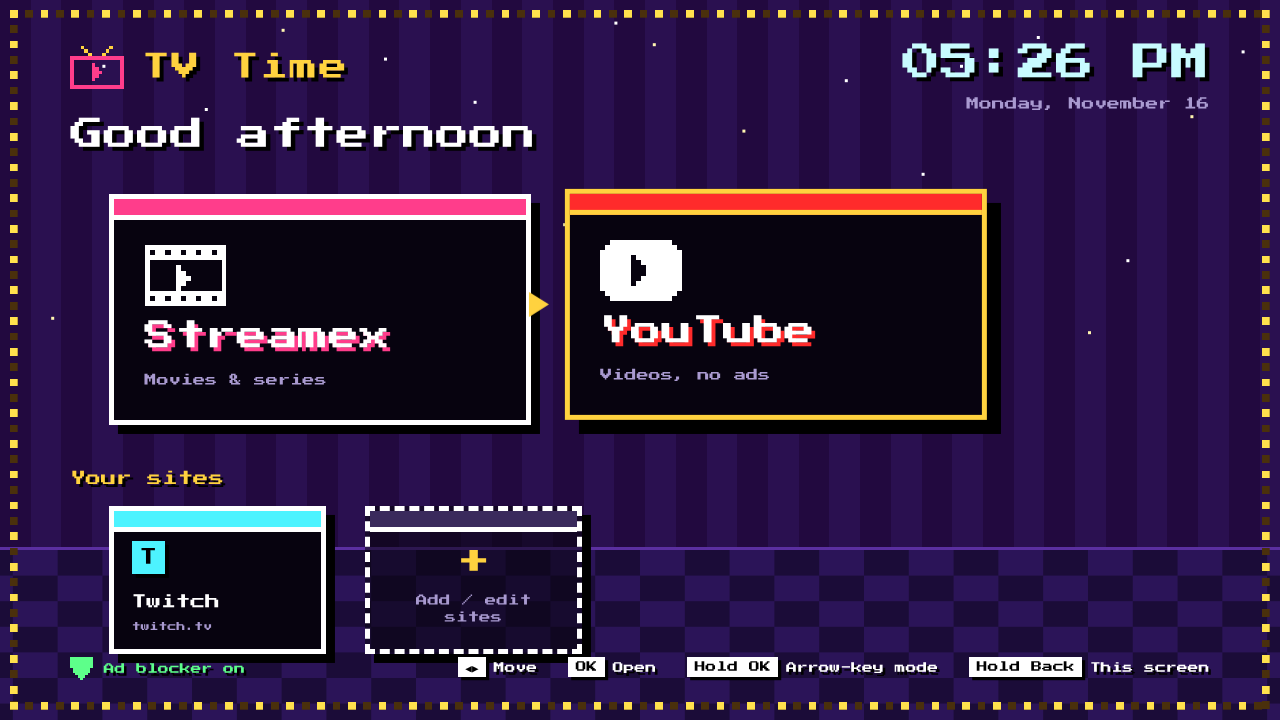 TV Time
05:26 PM
Monday, November 16
Good afternoon
Streamex
Movies & series
YouTube
Videos, no ads
Your sites
T
Twitch
twitch.tv
+
Add / edit
sites
Ad blocker on
◂▸ Move
OK Open
Hold OK Arrow-key mode
Hold Back This screen